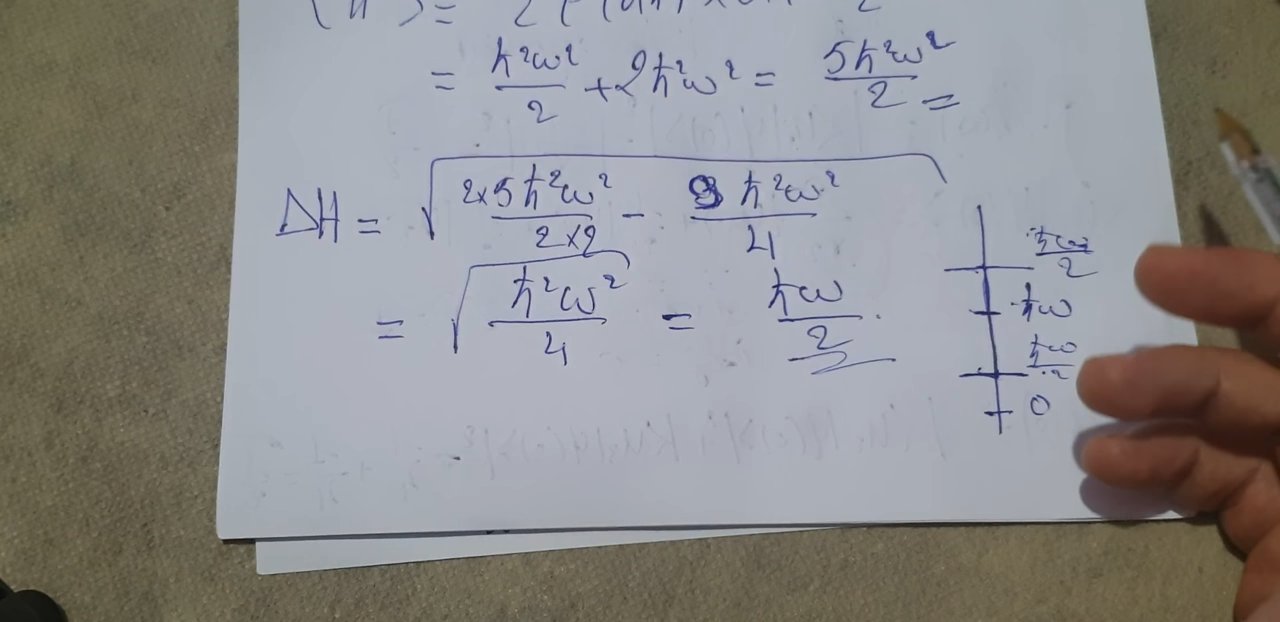 = ħ²ω²/2 + 2ħ²ω² = 5ħ²ω²/2 =
ΔH = √(2×5ħ²ω²/2×2 - 9ħ²ω²/4)
= √(ħ²ω²/4) = ħω/2.
ħω/2
ħω
ħω/2
0